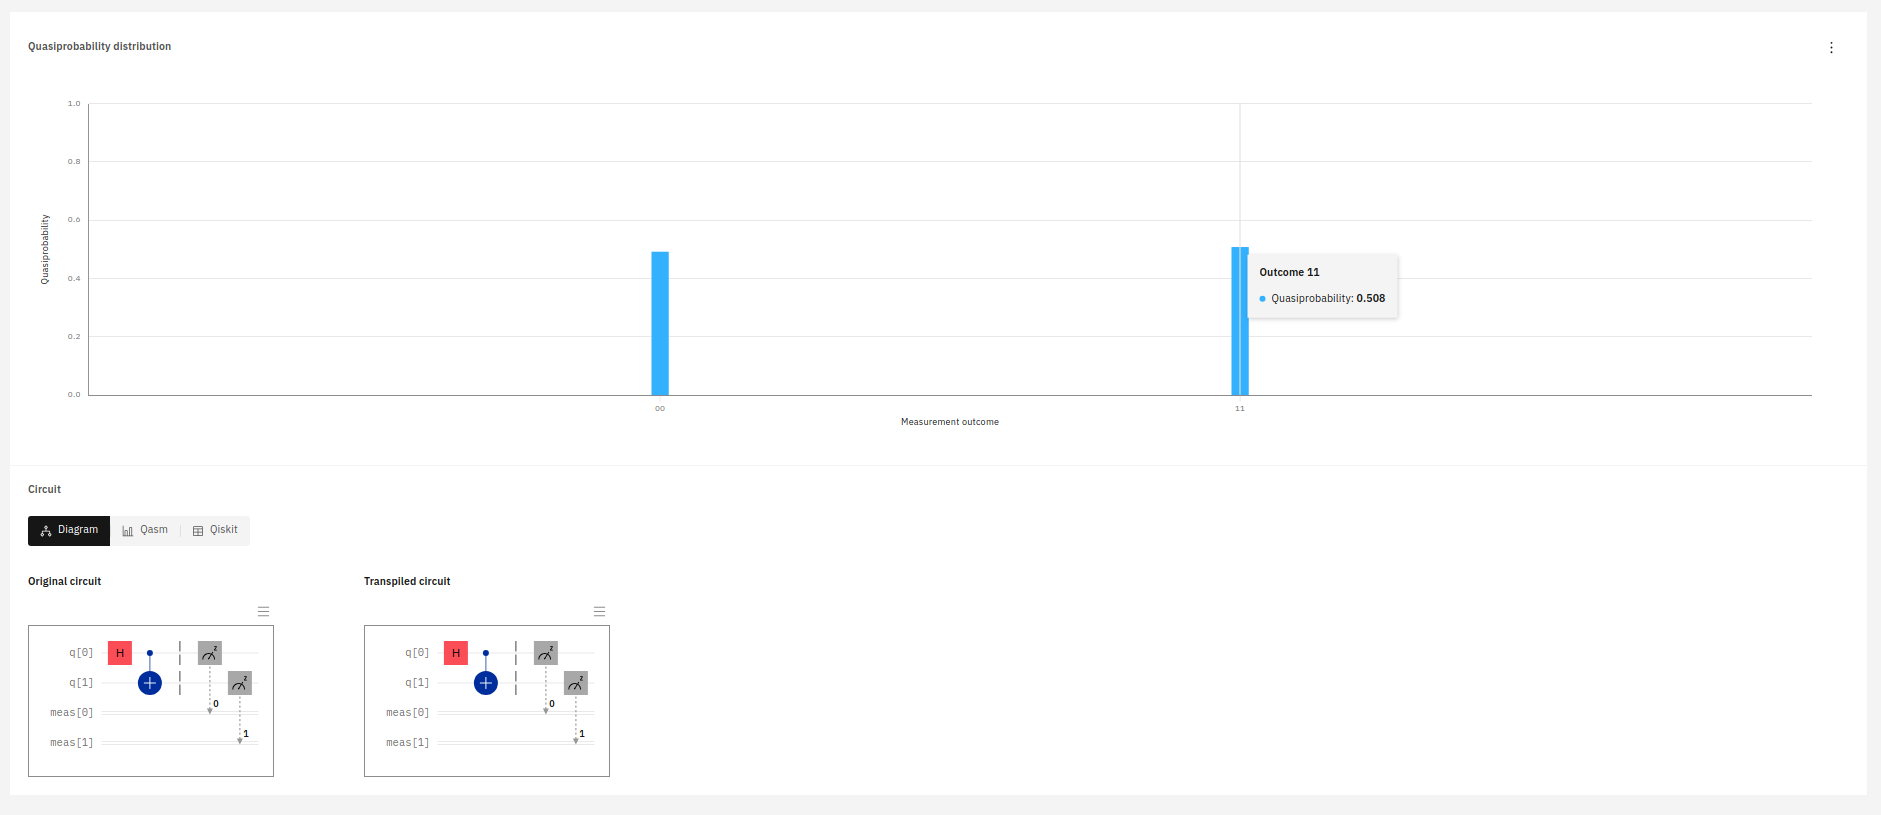 Quasiprobability distribution
1.0
0.8
0.6
0.4
0.2
0.0
Quasiprobability
Outcome 11
Quasiprobability: 0.508
00 11
Measurement outcome
Circuit
Diagram Qasm Qiskit
Original circuit Transpiled circuit
q[0] H z
q[1] z
meas[0] 0
meas[1] 1
q[0] H z
q[1] z
meas[0] 0
meas[1] 1